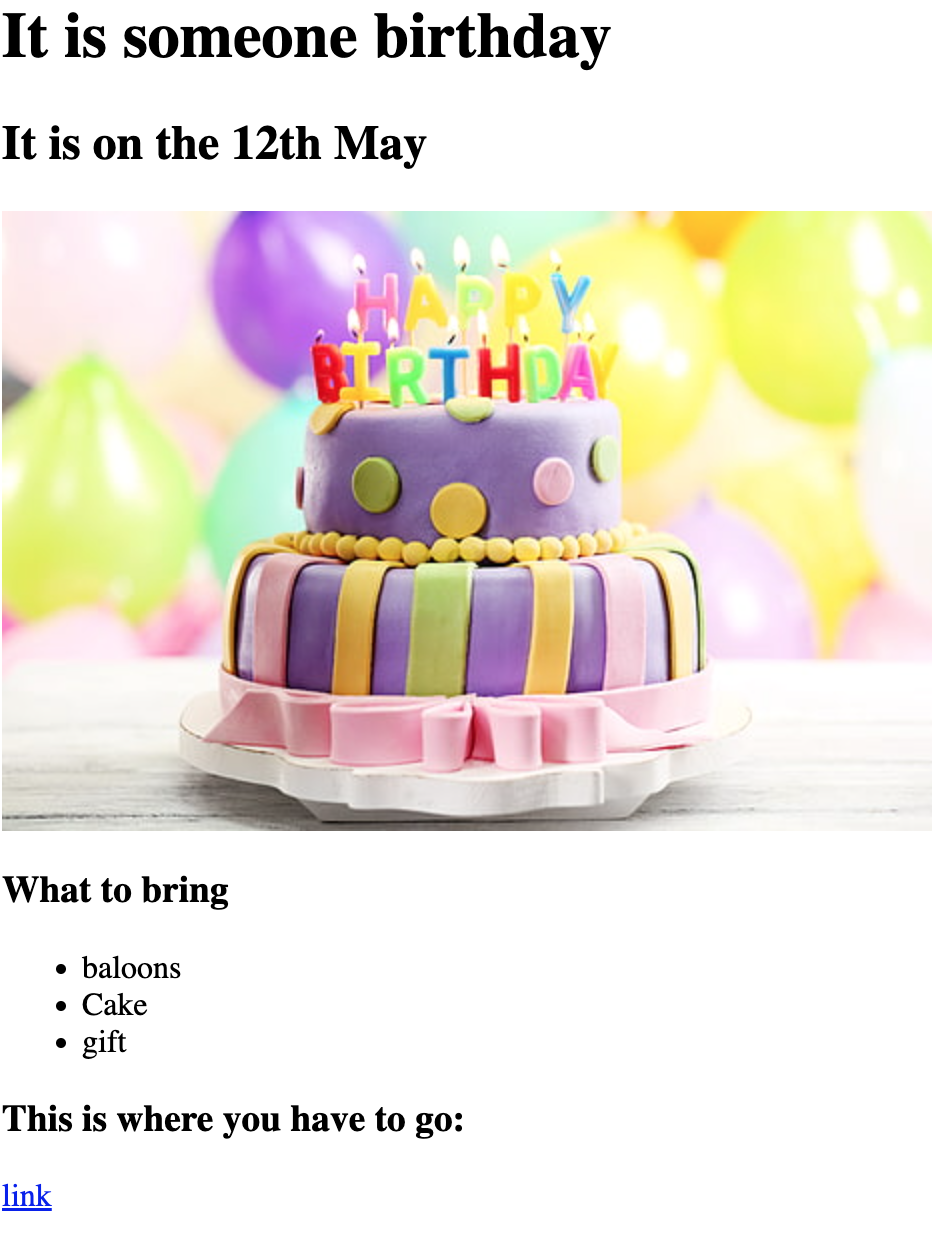 It is someone birthday
It is on the 12th May
HAPPY
BIRTHDAY
What to bring
baloons
Cake
gift
This is where you have to go:
link